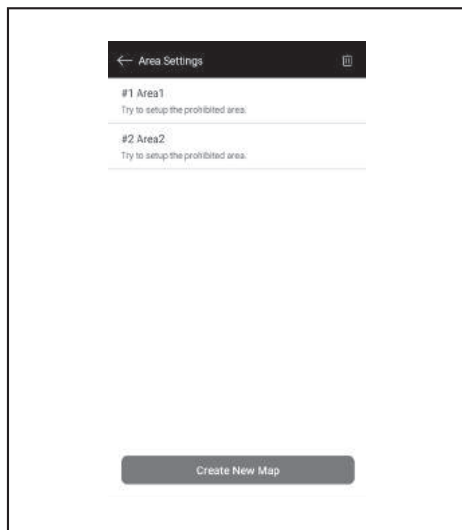 Area Settings
#1 Area1
Try to setup the prohibited area.
#2 Area2
Try to setup the prohibited area.
Create New Map